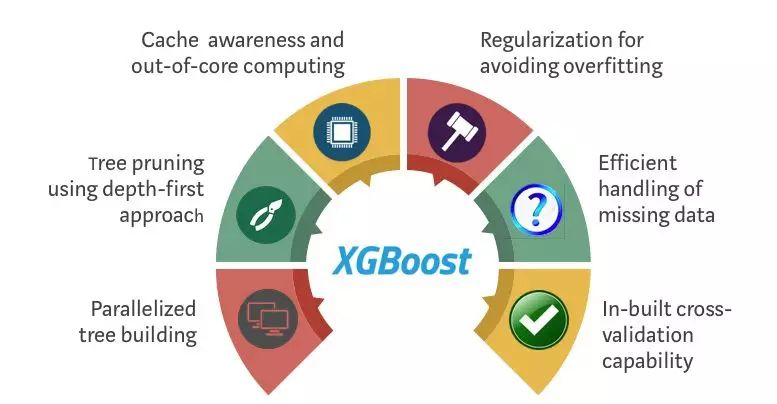 Cache awareness and
out-of-core computing
Regularization for
avoiding overfitting
Tree pruning
using depth-first
approach
Efficient
handling of
missing data
?
XGBoost
Parallelized
tree building
In-built cross-
validation
capability